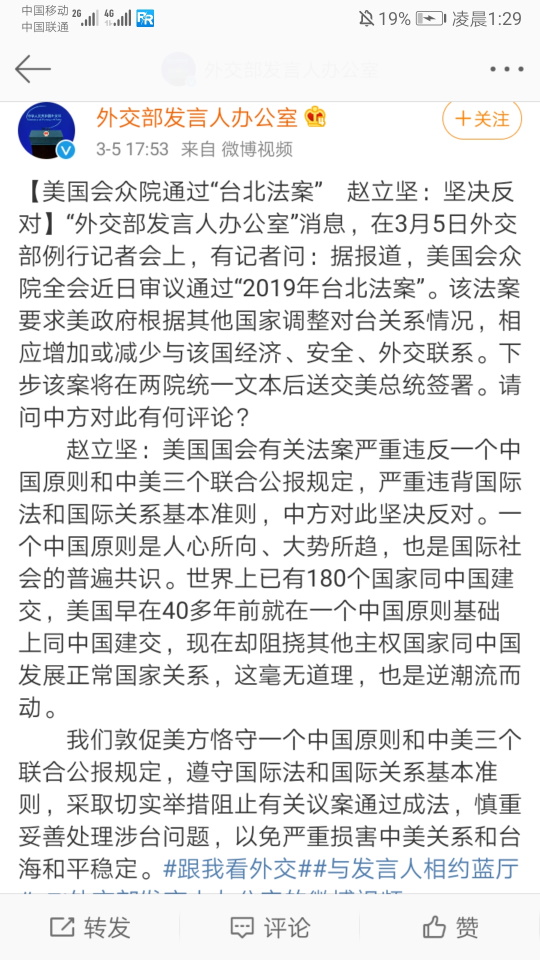 中国移动 2G 4G 19% 凌晨1:29
中国联通
外交部发言人办公室
外交部发言人办公室
+关注
3-5 17:53 来自 微博视频
【美国会众院通过“台北法案” 赵立坚：坚决反
对】“外交部发言人办公室”消息，在3月5日外交
部例行记者会上，有记者问：据报道，美国会众
院全会近日审议通过“2019年台北法案”。该法案
要求美政府根据其他国家调整对台关系情况，相
应增加或减少与该国经济、安全、外交联系。下
步该案将在两院统一文本后送交美总统签署。请
问中方对此有何评论？
赵立坚：美国国会有关法案严重违反一个中
国原则和中美三个联合公报规定，严重违背国际
法和国际关系基本准则，中方对此坚决反对。一
个中国原则是人心所向、大势所趋，也是国际社
会的普遍共识。世界上已有180个国家同中国建
交，美国早在40多年前就在一个中国原则基础
上同中国建交，现在却阻挠其他主权国家同中国
发展正常国家关系，这毫无道理，也是逆潮流而
动。
我们敦促美方恪守一个中国原则和中美三个
联合公报规定，遵守国际法和国际关系基本准
则，采取切实举措阻止有关议案通过成法，慎重
妥善处理涉台问题，以免严重损害中美关系和台
海和平稳定。#跟我看外交##与发言人相约蓝厅
外交部发言人办公室的微博视频
转发 评论 赞